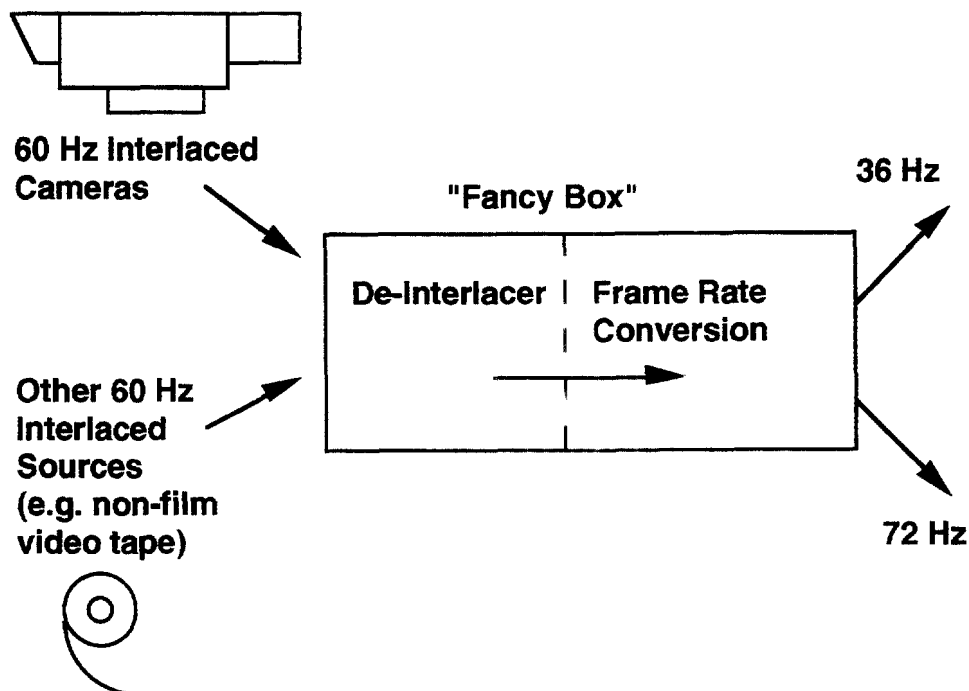 60 Hz Interlaced
Cameras
"Fancy Box"
36 Hz
De-Interlacer
Frame Rate
Conversion
Other 60 Hz
Interlaced
Sources
(e.g. non-film
video tape)
72 Hz